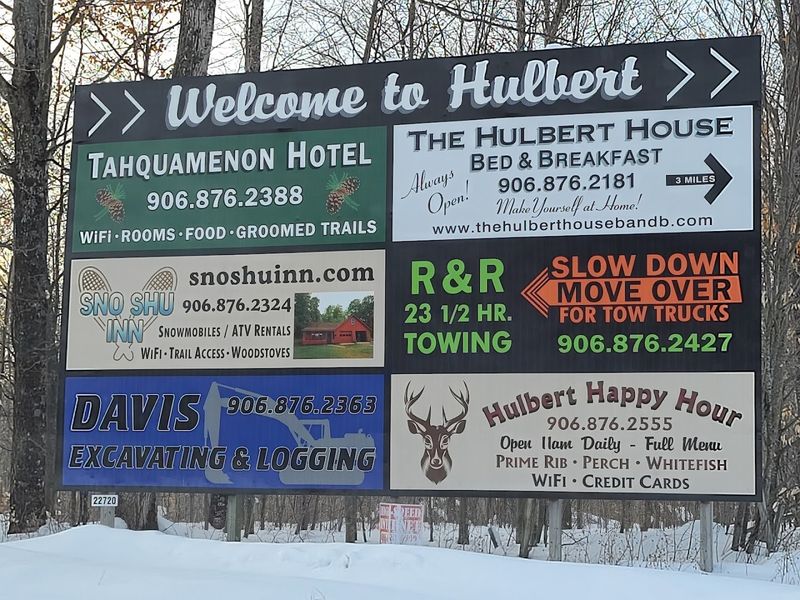 Welcome to Hulbert
TAHQUAMENON HOTEL
906.876.2388
WiFi · ROOMS · FOOD · GROOMED TRAILS
THE HULBERT HOUSE
BED & BREAKFAST
Always
Open!
906.876.2181
3 MILES
Make Yourself at Home!
www.thehulberthousebandb.com
SNO SHU
INN
snoshuinn.com
906.876.2324
SNOWMOBILES / ATV RENTALS
WIFI · TRAIL ACCESS · WOODSTOVES
R & R
23 1/2 HR.
TOWING
SLOW DOWN
MOVE OVER
FOR TOW TRUCKS
906.876.2427
DAVIS 906.876.2363
EXCAVATING & LOGGING
Hulbert Happy Hour
906.876.2555
Open 11am Daily - Full Menu
PRIME RIB · PERCH · WHITEFISH
WIFI · CREDIT CARDS
22720